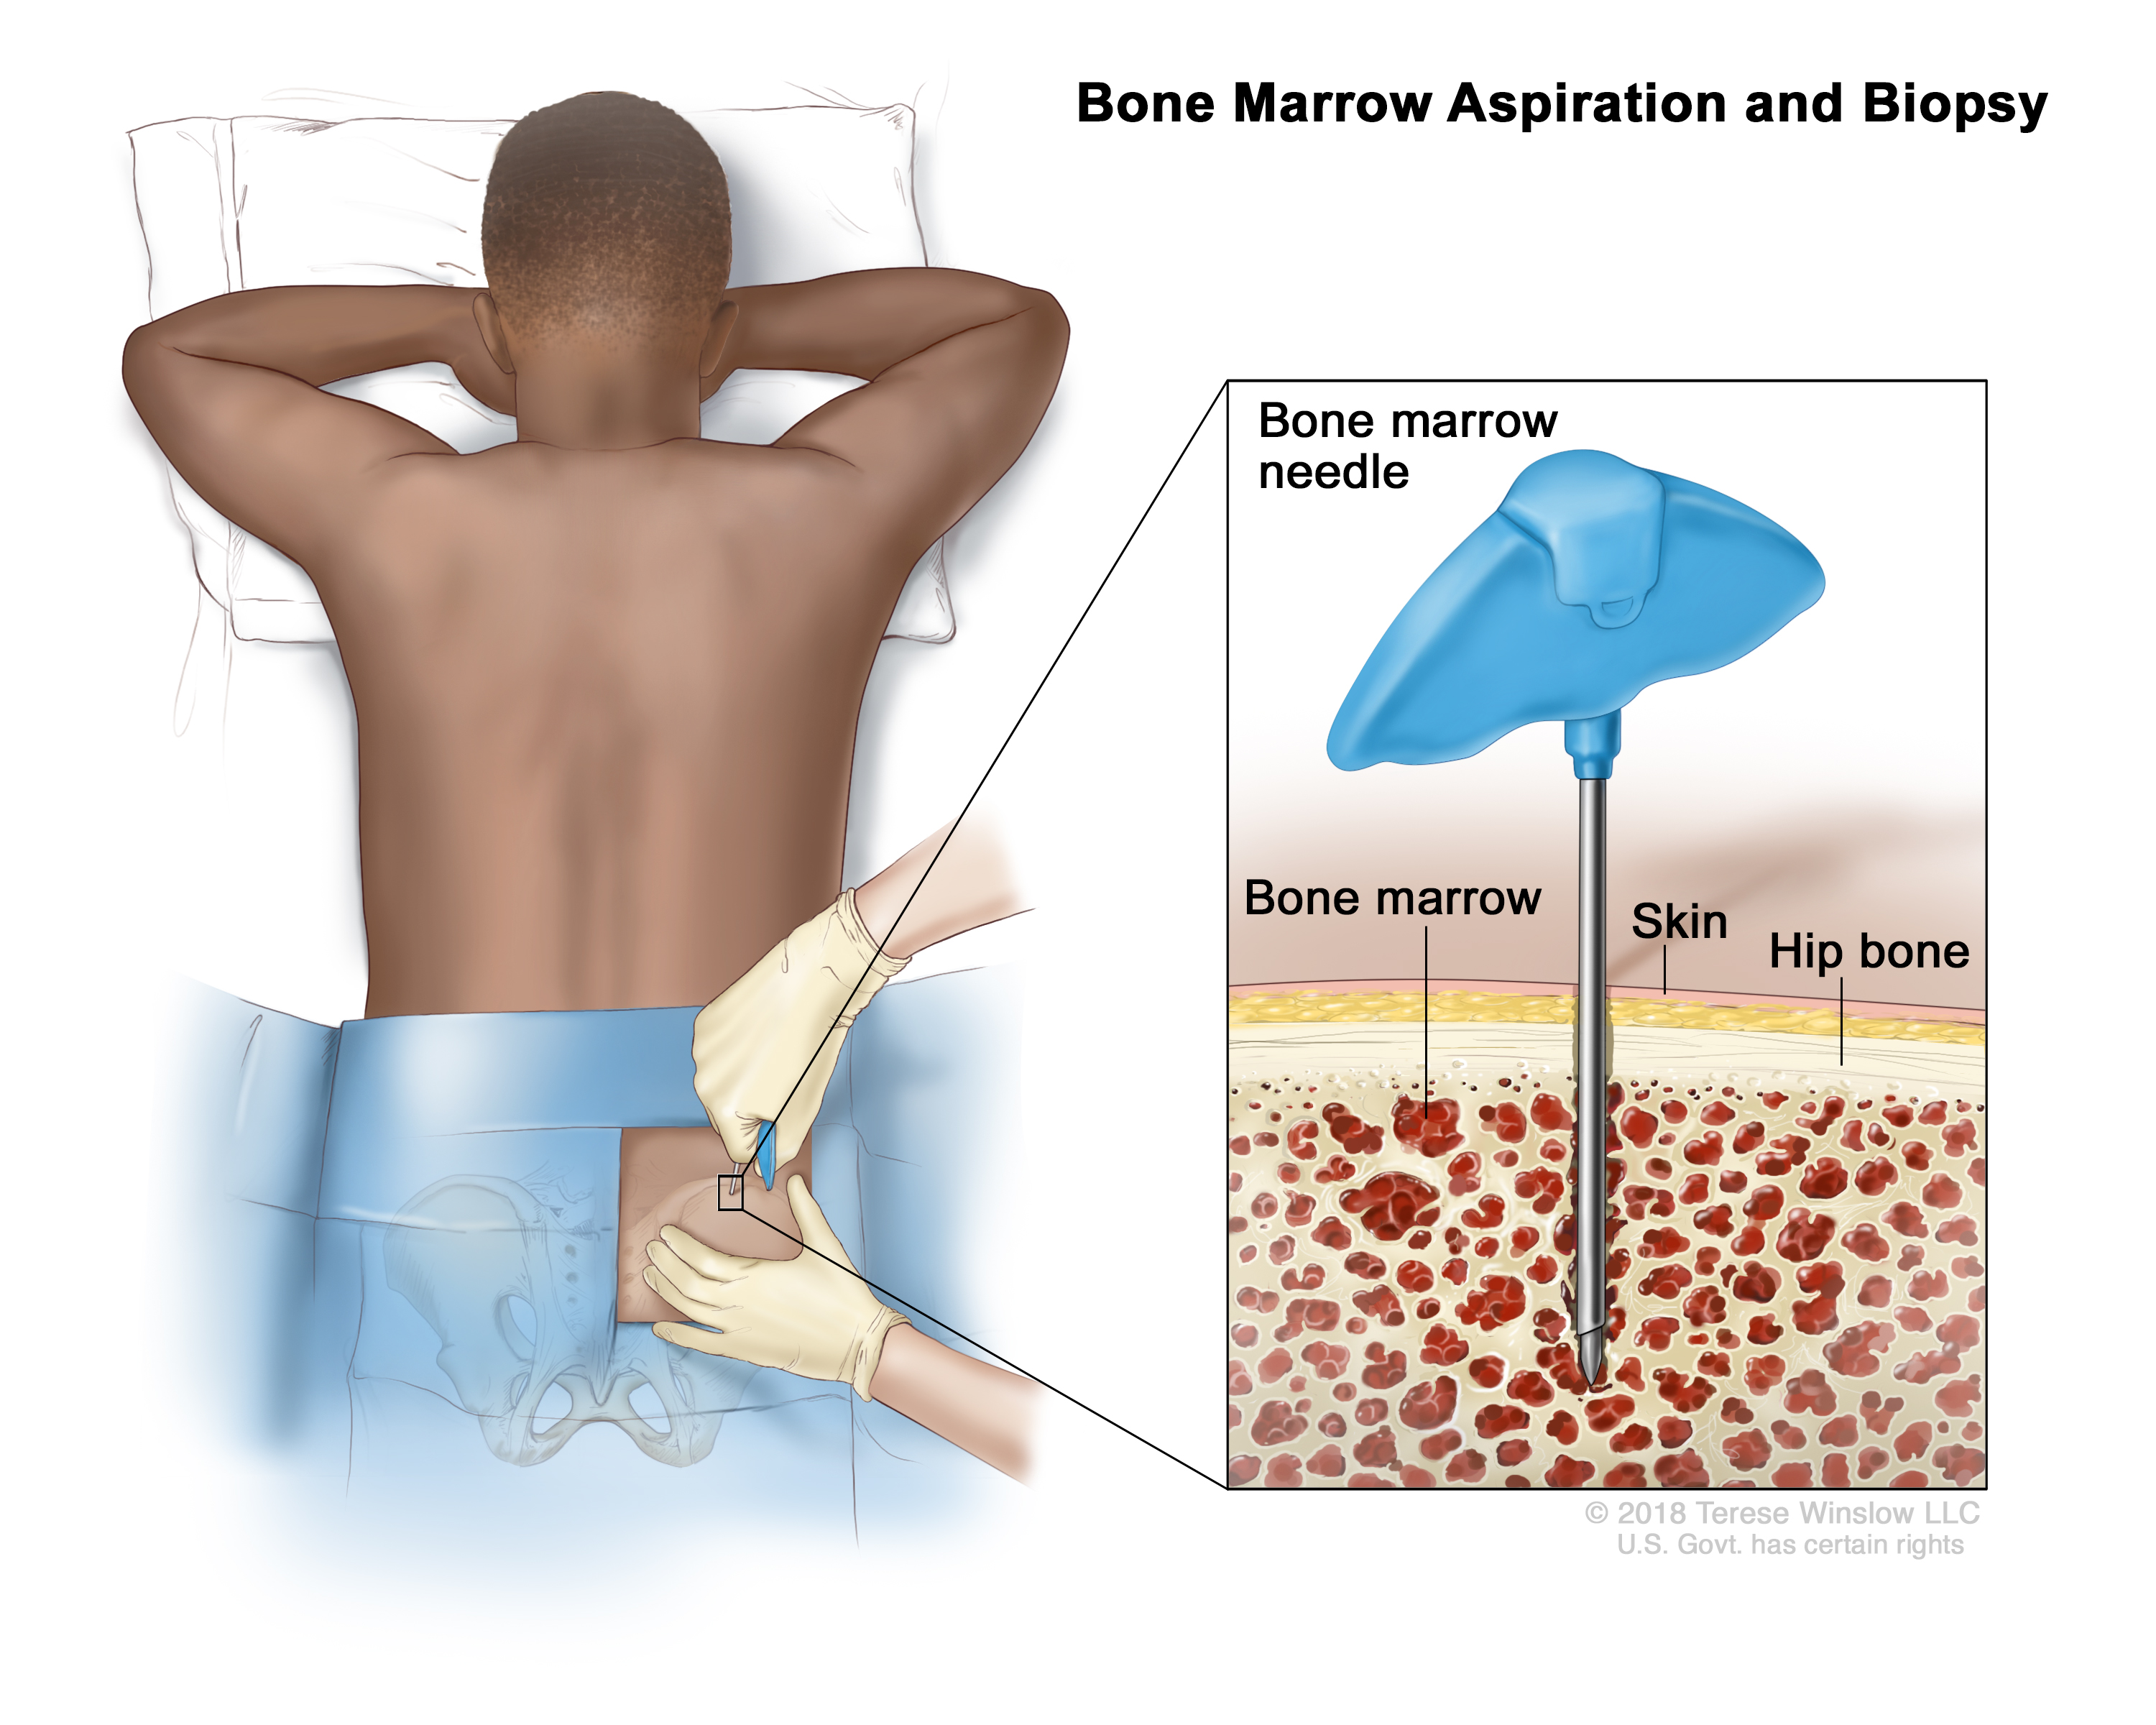 Bone Marrow Aspiration and Biopsy
Bone marrow
needle
Bone marrow
Skin
Hip bone
© 2018 Terese Winslow LLC
U.S. Govt. has certain rights